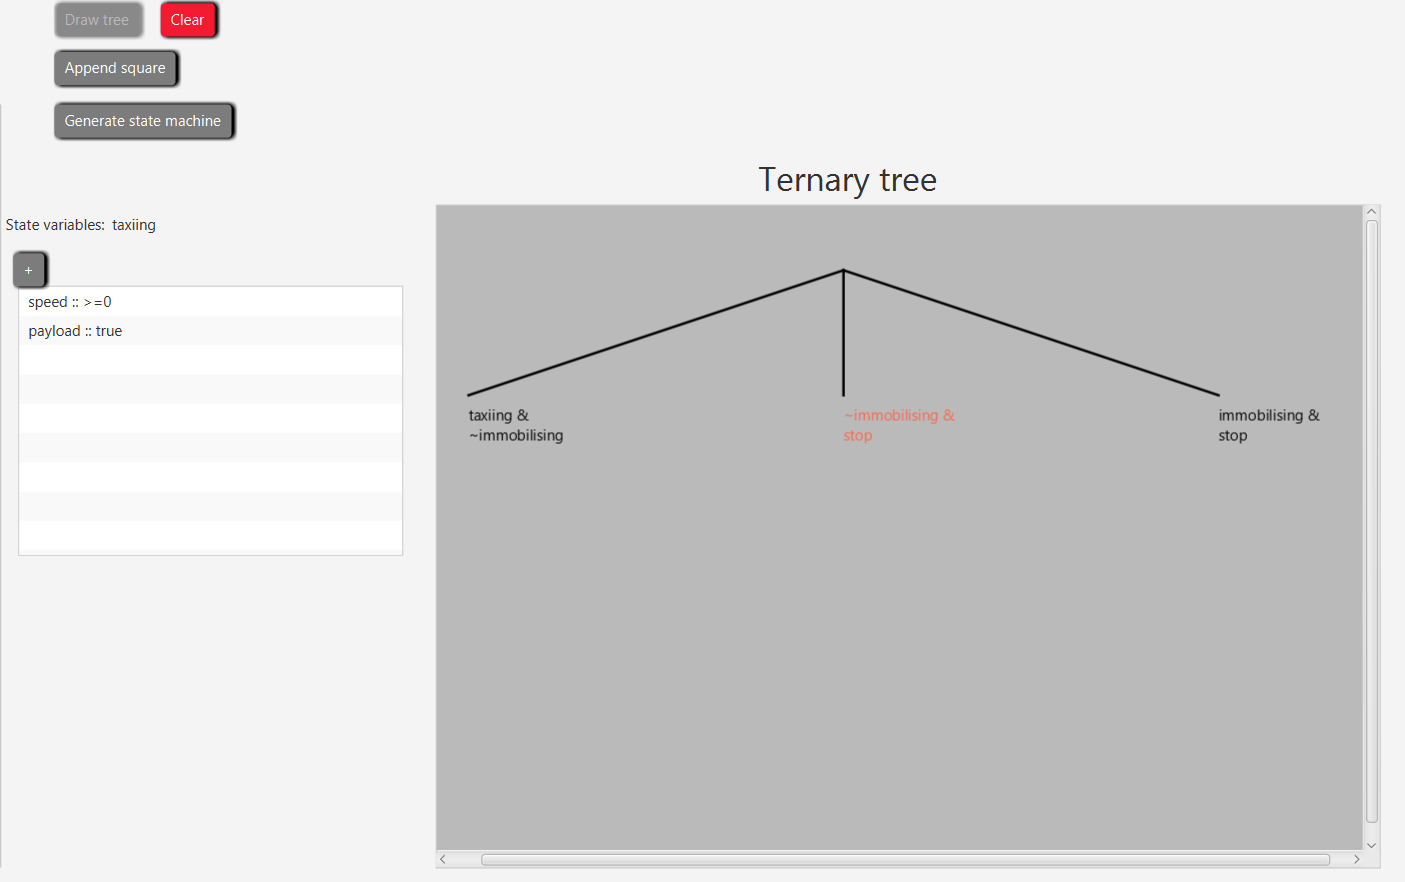 Draw tree
Clear
Append square
Generate state machine
Ternary tree
State variables: taxiing
+
speed :: >=0
payload :: true
taxiing &
~immobilising
~immobilising &
stop
immobilising &
stop